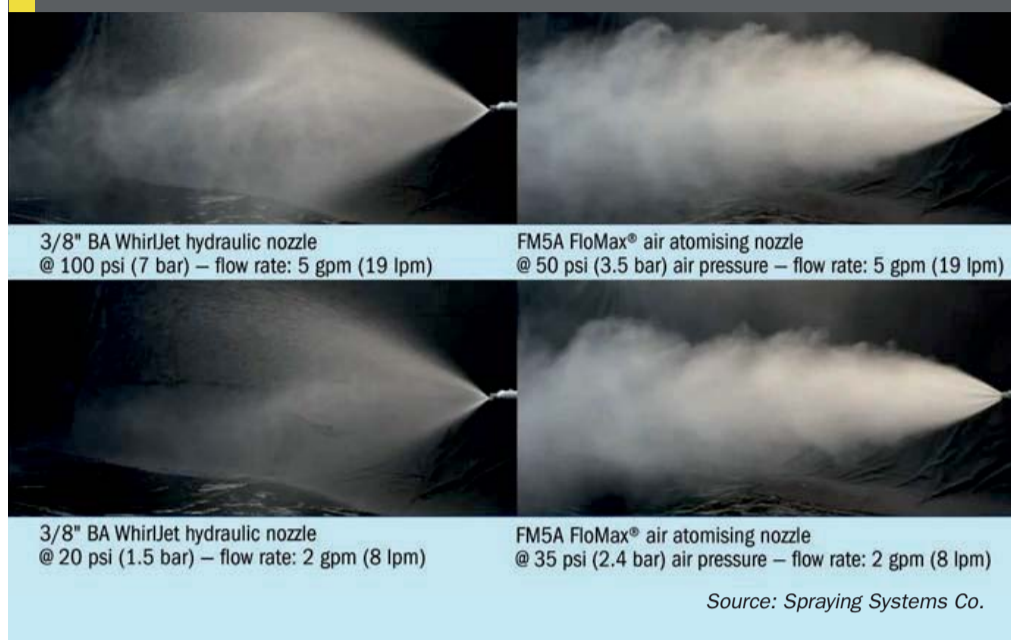 3/8" BA WhirlJet hydraulic nozzle
@ 100 psi (7 bar) – flow rate: 5 gpm (19 lpm)
FM5A FloMax® air atomising nozzle
@ 50 psi (3.5 bar) air pressure – flow rate: 5 gpm (19 lpm)
3/8" BA WhirlJet hydraulic nozzle
@ 20 psi (1.5 bar) – flow rate: 2 gpm (8 lpm)
FM5A FloMax® air atomising nozzle
@ 35 psi (2.4 bar) air pressure – flow rate: 2 gpm (8 lpm)
Source: Spraying Systems Co.